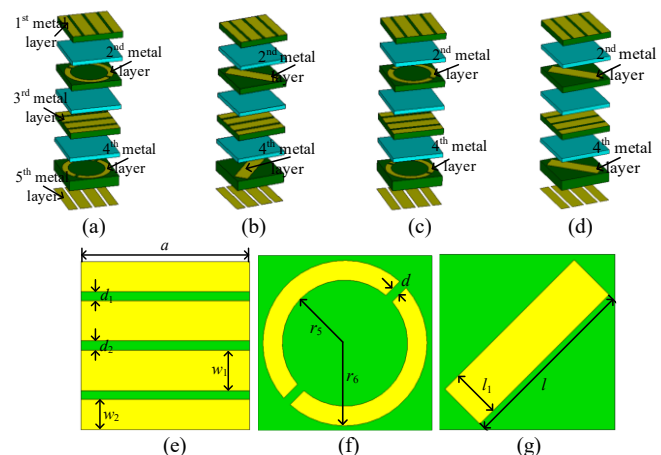 1st metal
layer
2nd metal
layer
3rd metal
layer
4th metal
layer
5th metal
layer
(a)
2nd metal
layer
4th metal
layer
(b)
2nd metal
layer
4th metal
layer
(c)
2nd metal
layer
4th metal
layer
(d)
a
d1
d2
w1
w2
(e)
d
r5
r6
(f)
l1
l
(g)